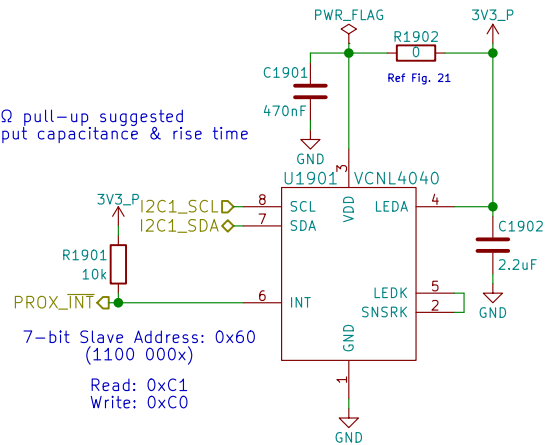 PWR_FLAG
3V3_P
R1902
0
Ref Fig. 21
C1901
470nF
GND
Ω pull-up suggested
put capacitance & rise time
U1901
VCNL4040
3
VDD
3V3_P
I2C1_SCL
8
SCL
LEDA
4
I2C1_SDA
7
SDA
C1902
2.2uF
GND
R1901
10k
PROX_INT
6
INT
LEDK
5
SNSRK
2
GND
1
GND
7-bit Slave Address: 0x60
(1100 000x)
Read: 0xC1
Write: 0xC0